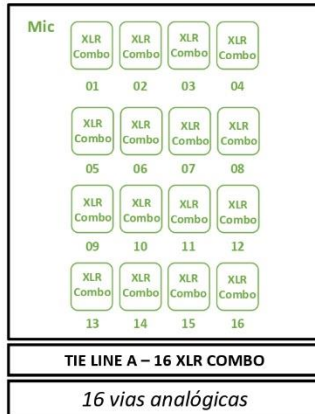 Mic
XLR XLR XLR XLR
Combo Combo Combo Combo
01 02 03 04
XLR XLR XLR XLR
Combo Combo Combo Combo
05 06 07 08
XLR XLR XLR XLR
Combo Combo Combo Combo
09 10 11 12
XLR XLR XLR XLR
Combo Combo Combo Combo
13 14 15 16
TIE LINE A – 16 XLR COMBO
16 vias analógicas